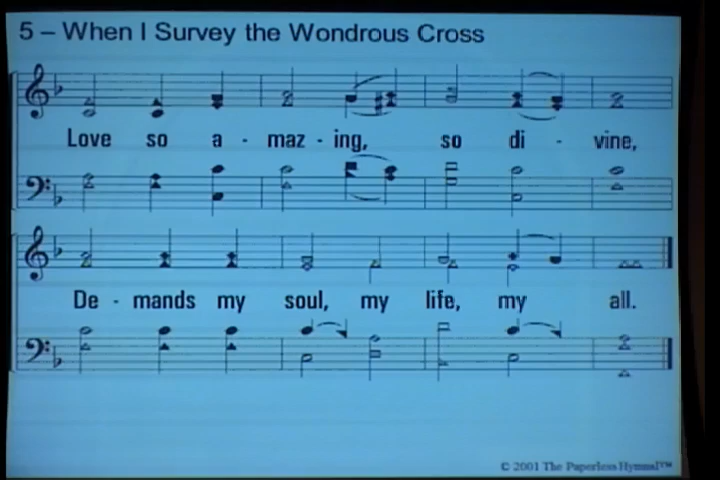 5 – When I Survey the Wondrous Cross
Love so a - maz - ing, so di - vine,
De - mands my soul, my life, my all.
© 2001 The Paperless Hymnal™